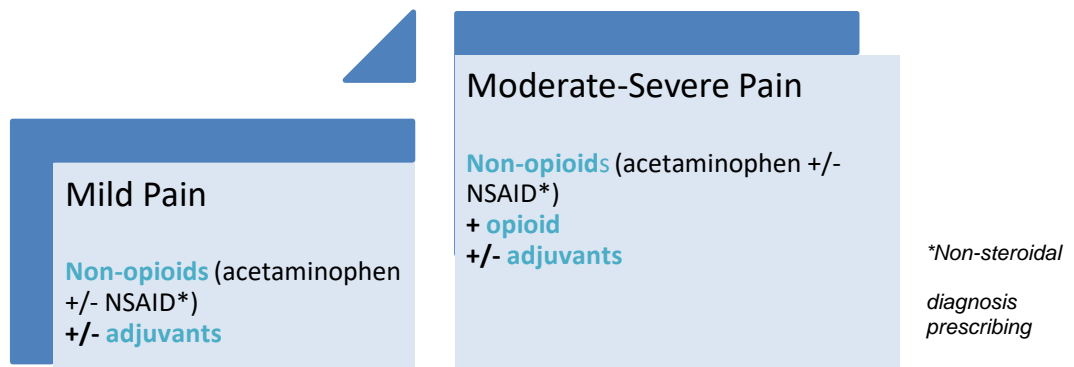 Mild Pain
Non-opioids (acetaminophen
+/- NSAID*)
+/- adjuvants
Moderate-Severe Pain
Non-opioids (acetaminophen +/-
NSAID*)
+ opioid
+/- adjuvants
*Non-steroidal
diagnosis
prescribing